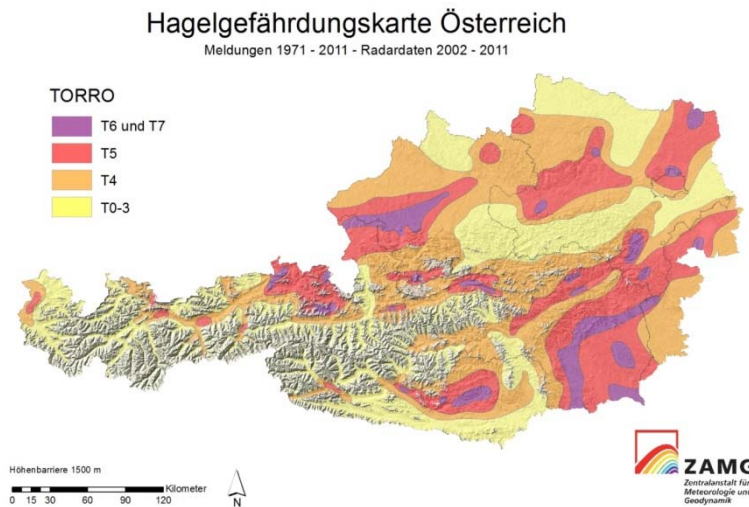 Hagelgefährdungskarte Österreich
Meldungen 1971 - 2011 - Radardaten 2002 - 2011
TORRO
T6 und T7
T5
T4
T0-3
Höhenbarriere 1500 m
Kilometer
0 15 30 60 90 120
N
ZAMG
Zentralanstalt für
Meteorologie und
Geodynamik